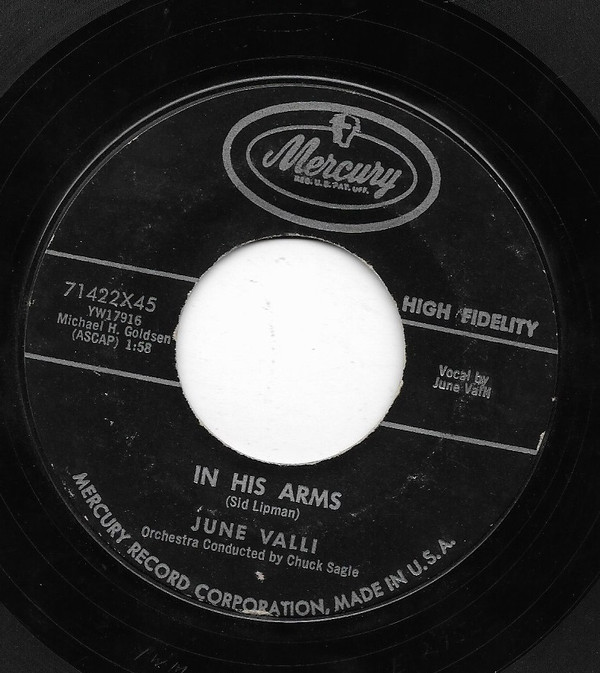 Mercury
REG. U.S. PAT. OFF.
71422X45
YW17916
Michael H. Goldsen
(ASCAP) 1:58
HIGH FIDELITY
Vocal by
June Valli
IN HIS ARMS
(Sid Lipman)
JUNE VALLI
Orchestra Conducted by Chuck Sagle
MERCURY RECORD CORPORATION, MADE IN U.S.A.